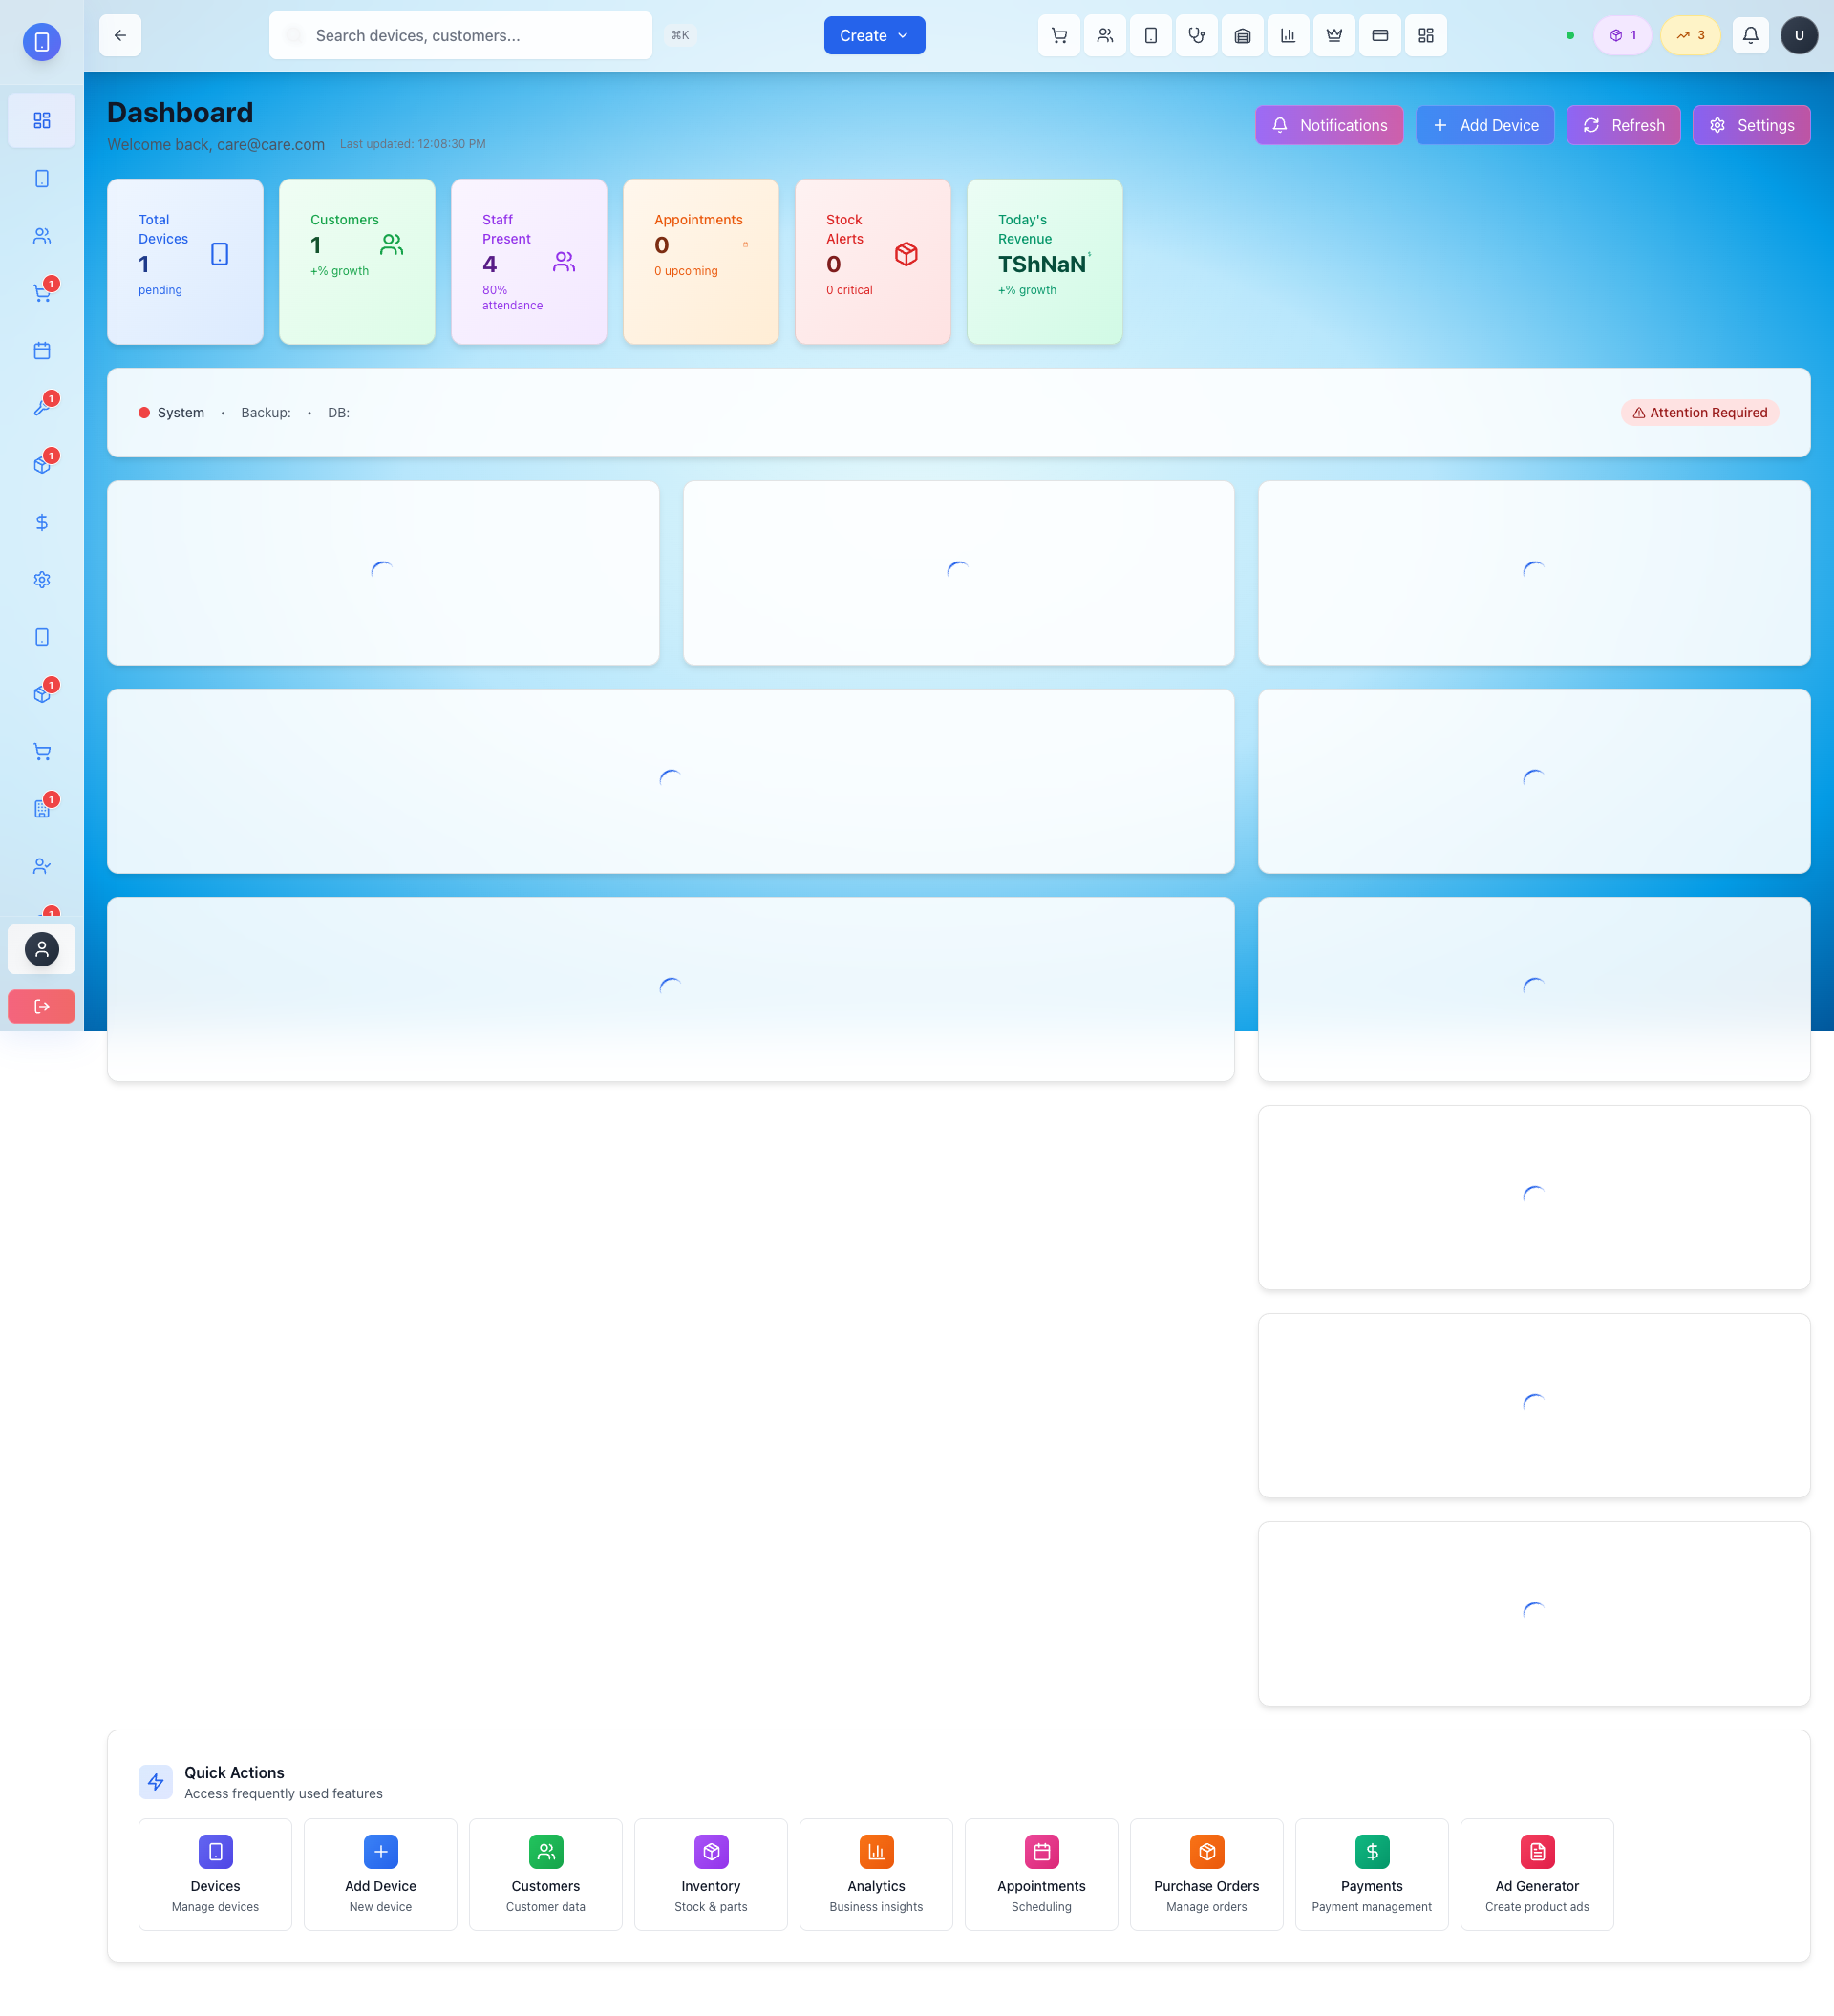 Search devices, customers...
⌘K
Create
1
3
U
Dashboard
Welcome back, care@care.com
Last updated: 12:08:30 PM
Notifications
Add Device
Refresh
Settings
Total
Devices
1
pending
Customers
1
+% growth
Staff
Present
4
80%
attendance
Appointments
0
0 upcoming
Stock
Alerts
0
0 critical
Today's
Revenue
TShNaN
+% growth
1
1
1
1
1
1
System • Backup: • DB:
Attention Required
Quick Actions
Access frequently used features
Devices
Manage devices
Add Device
New device
Customers
Customer data
Inventory
Stock & parts
Analytics
Business insights
Appointments
Scheduling
Purchase Orders
Manage orders
Payments
Payment management
Ad Generator
Create product ads